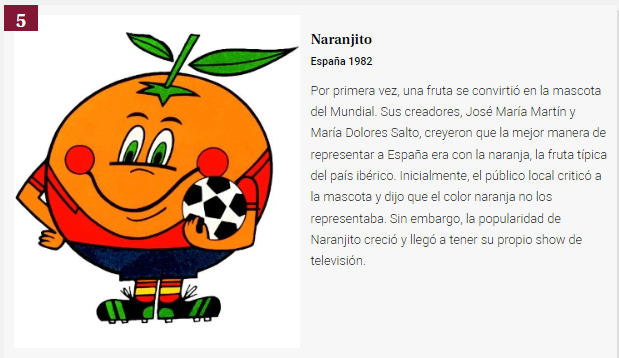 5
Naranjito
España 1982
Por primera vez, una fruta se convirtió en la mascota
del Mundial. Sus creadores, José María Martín y
María Dolores Salto, creyeron que la mejor manera de
representar a España era con la naranja, la fruta típica
del país ibérico. Inicialmente, el público local criticó a
la mascota y dijo que el color naranja no los
representaba. Sin embargo, la popularidad de
Naranjito creció y llegó a tener su propio show de
televisión.